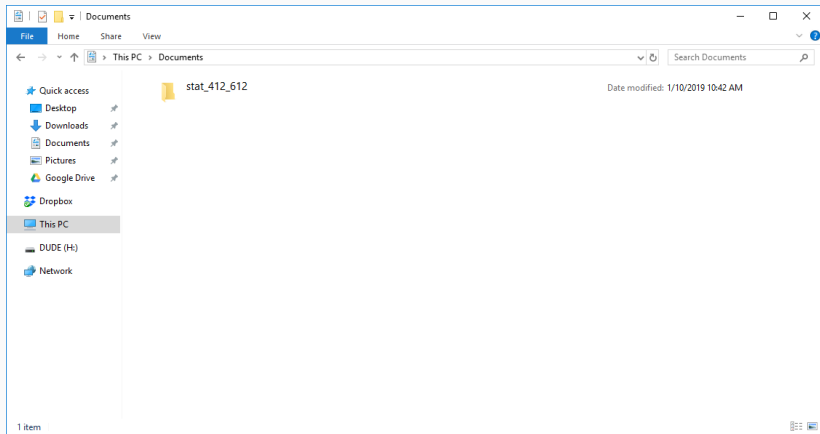 Documents
File Home Share View
This PC > Documents
Search Documents
Quick access
stat_412_612
Date modified: 1/10/2019 10:42 AM
Desktop
Downloads
Documents
Pictures
Google Drive
Dropbox
This PC
DUDE (H:)
Network
1 item